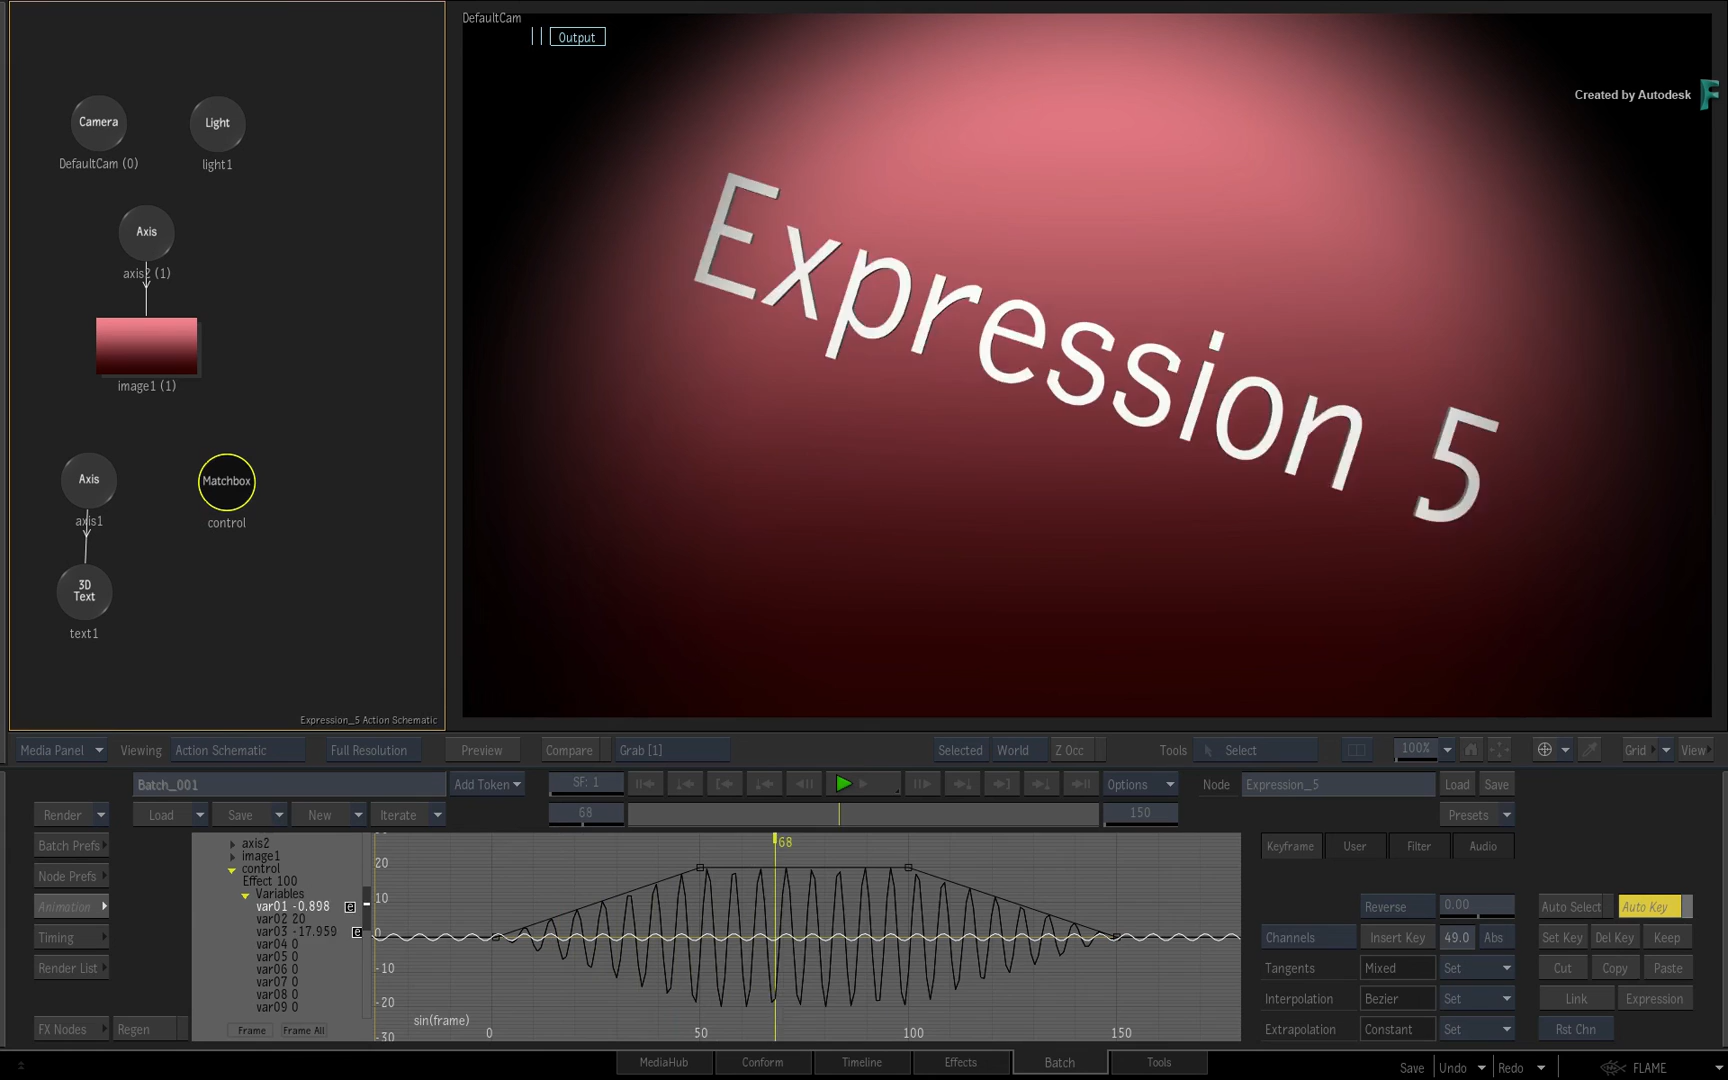 DefaultCam
Output
Created by Autodesk
Expression 5
Camera
DefaultCam (0)
Light
light1
Axis
axis2 (1)
image1 (1)
Axis
axis1
Matchbox
control
3D
Text
text1
Expression_5 Action Schematic
Media Panel Viewing Action Schematic Full Resolution Preview Compare Grab [1] Selected World Z Occ Tools Select 100% Grid View
Batch_001 Add Token SF: 1 Options Node Expression_5 Load Save
Render Load Save New Iterate 68 150 Presets
Batch Prefs
Node Prefs
Animation
Timing
Render List
FX Nodes Regen
axis2
image1
control
Effect 100
Variables
var01 -0.898 e
var02 20
var03 -17.959 e
var04 0
var05 0
var06 0
var07 0
var08 0
var09 0
Frame Frame All
68
20
10
0
-10
-20
-30
sin(frame)
0 50 100 150
Keyframe User Filter Audio
Reverse 0.00 Auto Select Auto Key
Channels Insert Key 49.0 Abs Set Key Del Key Keep
Tangents Mixed Set Cut Copy Paste
Interpolation Bezier Set Link Expression
Extrapolation Constant Set Rst Chn
MediaHub Conform Timeline Effects Batch Tools
Save Undo Redo FLAME